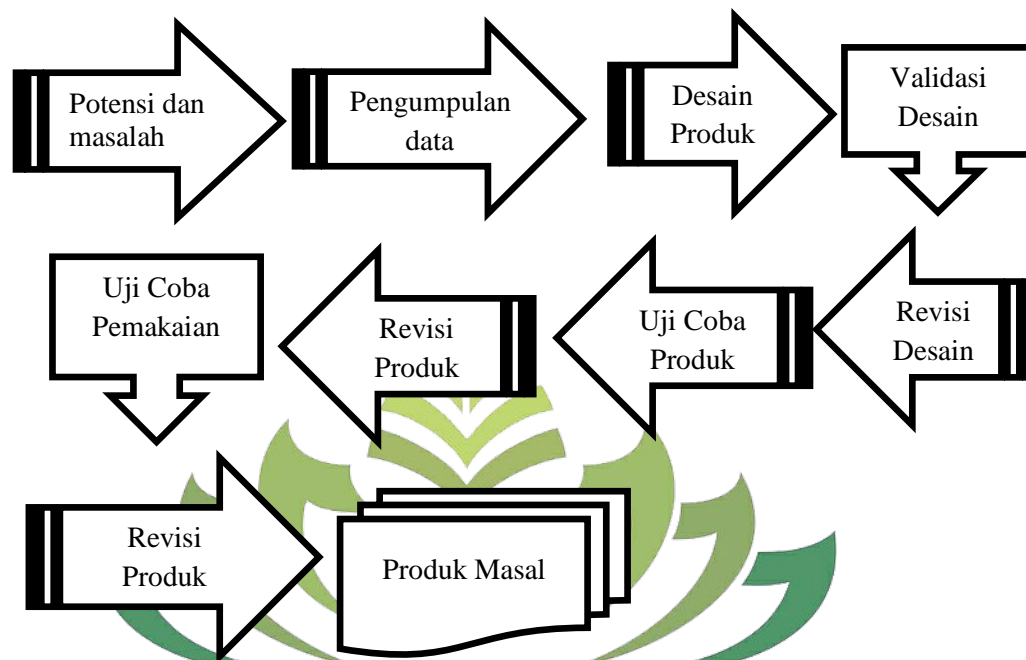 Potensi dan
masalah
Pengumpulan
data
Desain
Produk
Validasi
Desain
Revisi
Desain
Uji Coba
Produk
Revisi
Produk
Uji Coba
Pemakaian
Revisi
Produk
Produk Masal